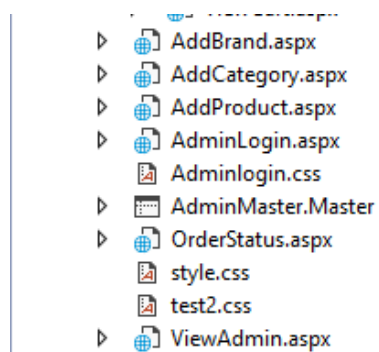 AddBrand.aspx
AddCategory.aspx
AddProduct.aspx
AdminLogin.aspx
Adminlogin.css
AdminMaster.Master
OrderStatus.aspx
style.css
test2.css
ViewAdmin.aspx